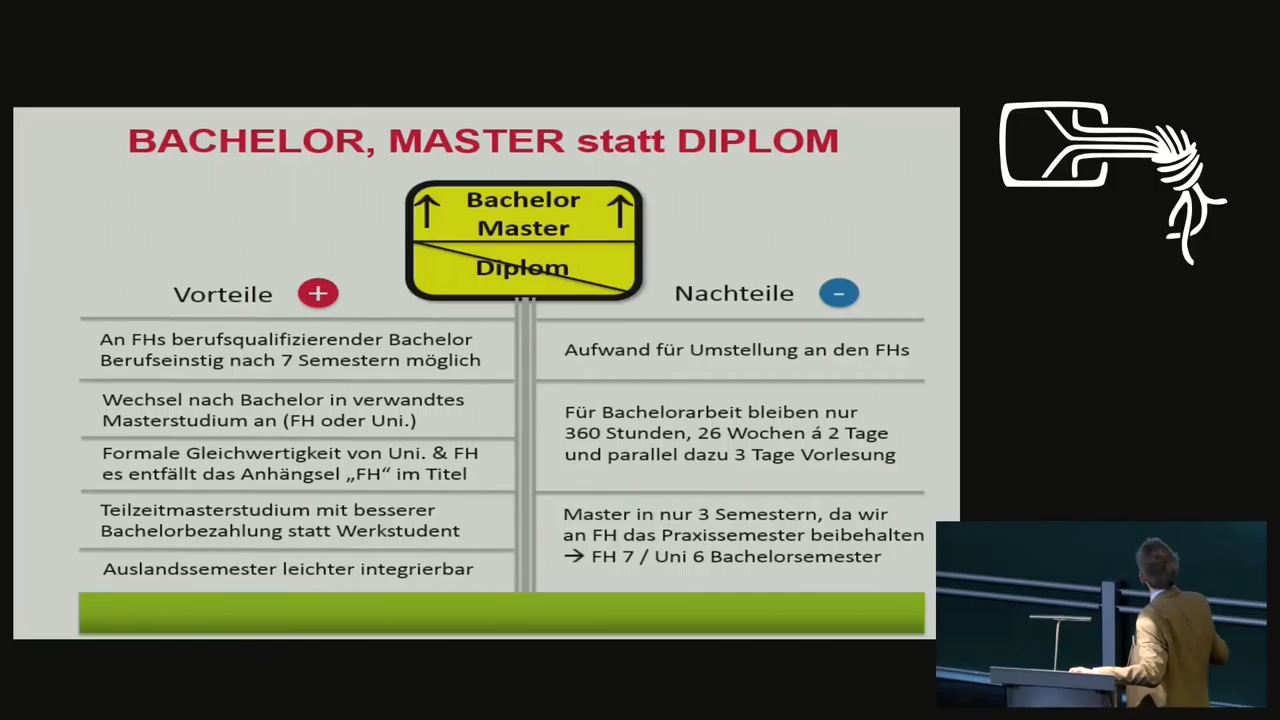 BACHELOR, MASTER statt DIPLOM
Bachelor
Master
Diplom
Vorteile +
An FHs berufsqualifizierender Bachelor
Berufseinstig nach 7 Semestern möglich
Wechsel nach Bachelor in verwandtes
Masterstudium an (FH oder Uni.)
Formale Gleichwertigkeit von Uni. & FH
es entfällt das Anhängsel „FH“ im Titel
Teilzeitmasterstudium mit besserer
Bachelorbezahlung statt Werkstudent
Auslandssemester leichter integrierbar
Nachteile -
Aufwand für Umstellung an den FHs
Für Bachelorarbeit bleiben nur
360 Stunden, 26 Wochen á 2 Tage
und parallel dazu 3 Tage Vorlesung
Master in nur 3 Semestern, da wir
an FH das Praxissemester beibehalten
→ FH 7 / Uni 6 Bachelorsemester